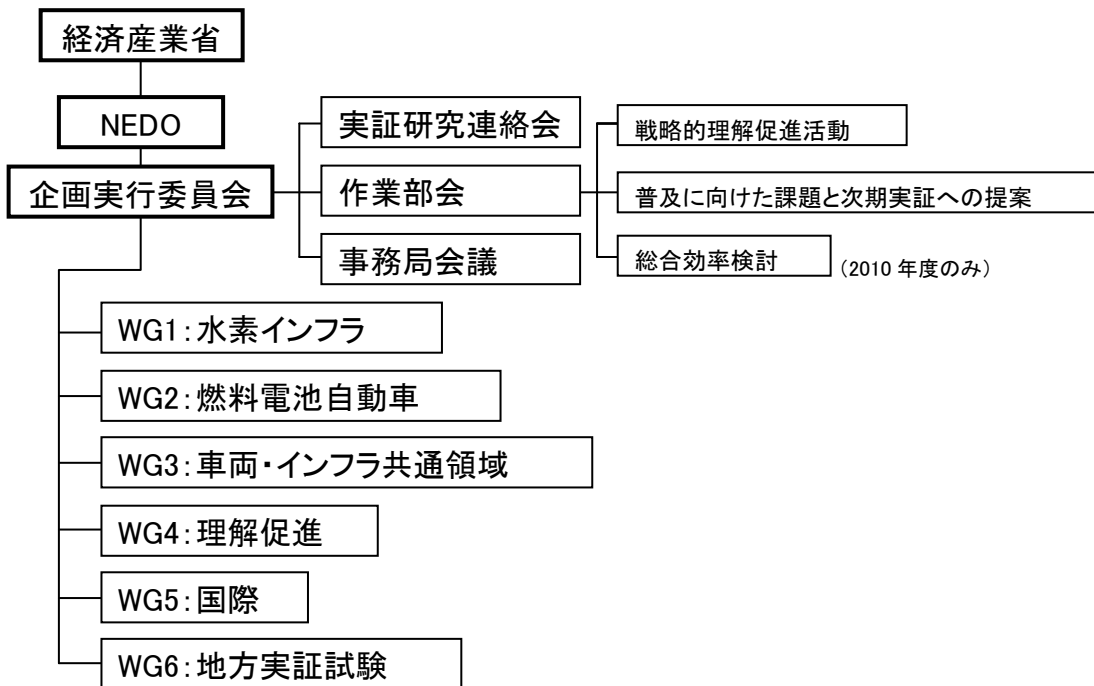 経済産業省
NEDO
企画実行委員会
実証研究連絡会
作業部会
事務局会議
戦略的理解促進活動
普及に向けた課題と次期実証への提案
総合効率検討
(2010 年度のみ)
WG1:水素インフラ
WG2:燃料電池自動車
WG3:車両・インフラ共通領域
WG4:理解促進
WG5:国際
WG6:地方実証試験